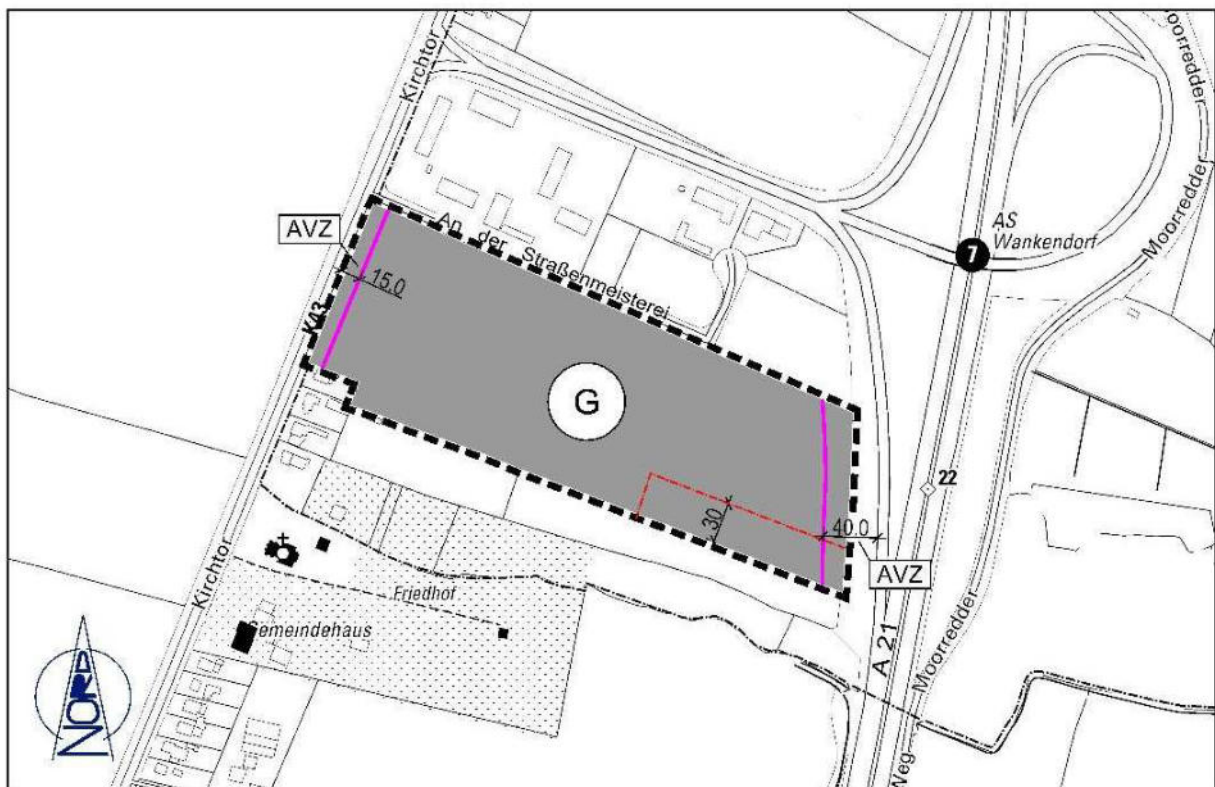 Kirchtor
Moorredder
AVZ
An der Straßenmeisterei
AS
Wankendorf
7
Moorredder
15,0
K43
G
22
30
40.0
AVZ
Kirchtor
Friedhof
Gemeindehaus
A 21
Moorredder
Weg
NORD